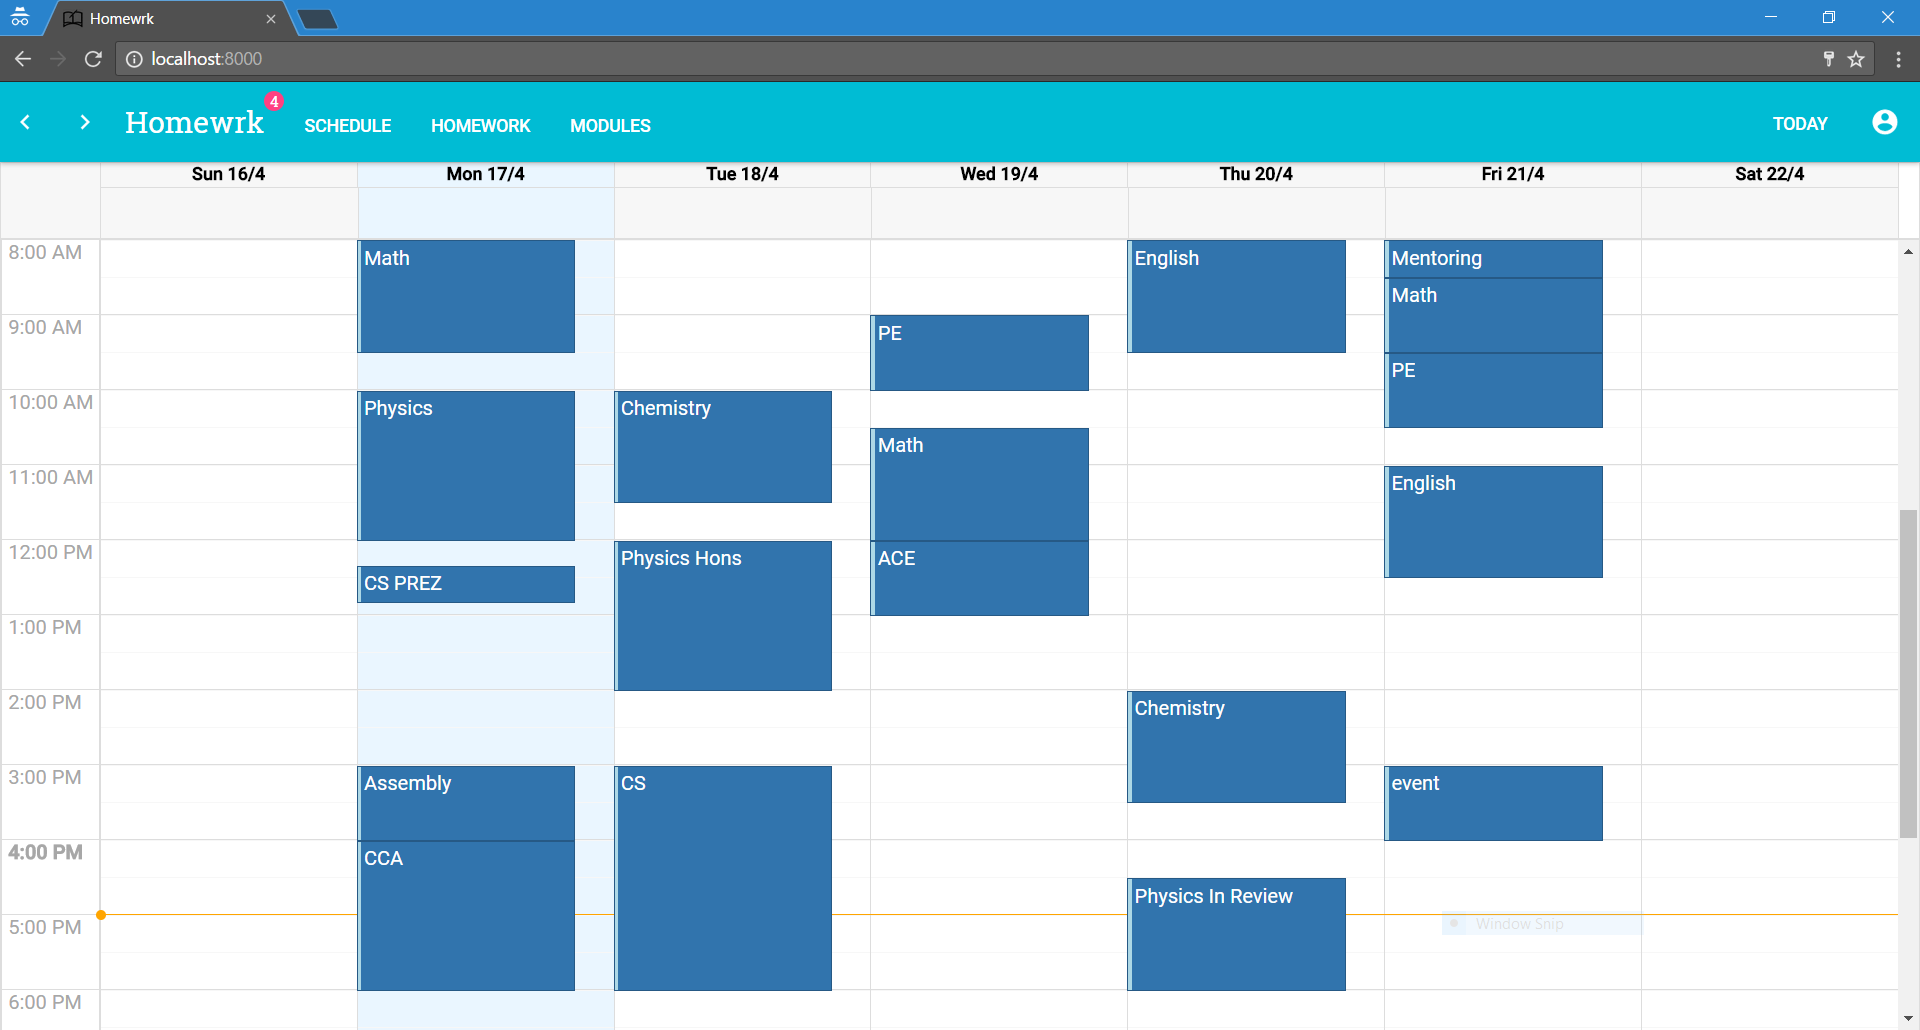 Homewrk
localhost:8000
Homewrk 4 SCHEDULE HOMEWORK MODULES TODAY
Sun 16/4 Mon 17/4 Tue 18/4 Wed 19/4 Thu 20/4 Fri 21/4 Sat 22/4
8:00 AM Math English Mentoring
Math
9:00 AM PE
PE
10:00 AM Physics Chemistry
Math
11:00 AM English
12:00 PM Physics Hons ACE
CS PREZ
1:00 PM
2:00 PM Chemistry
3:00 PM Assembly CS event
4:00 PM CCA
Physics In Review
5:00 PM Window Snip
6:00 PM